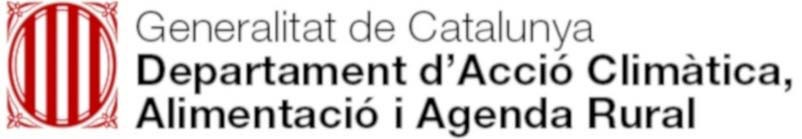 Generalitat de Catalunya
Departament d'Acció Climàtica,
Alimentació i Agenda Rural